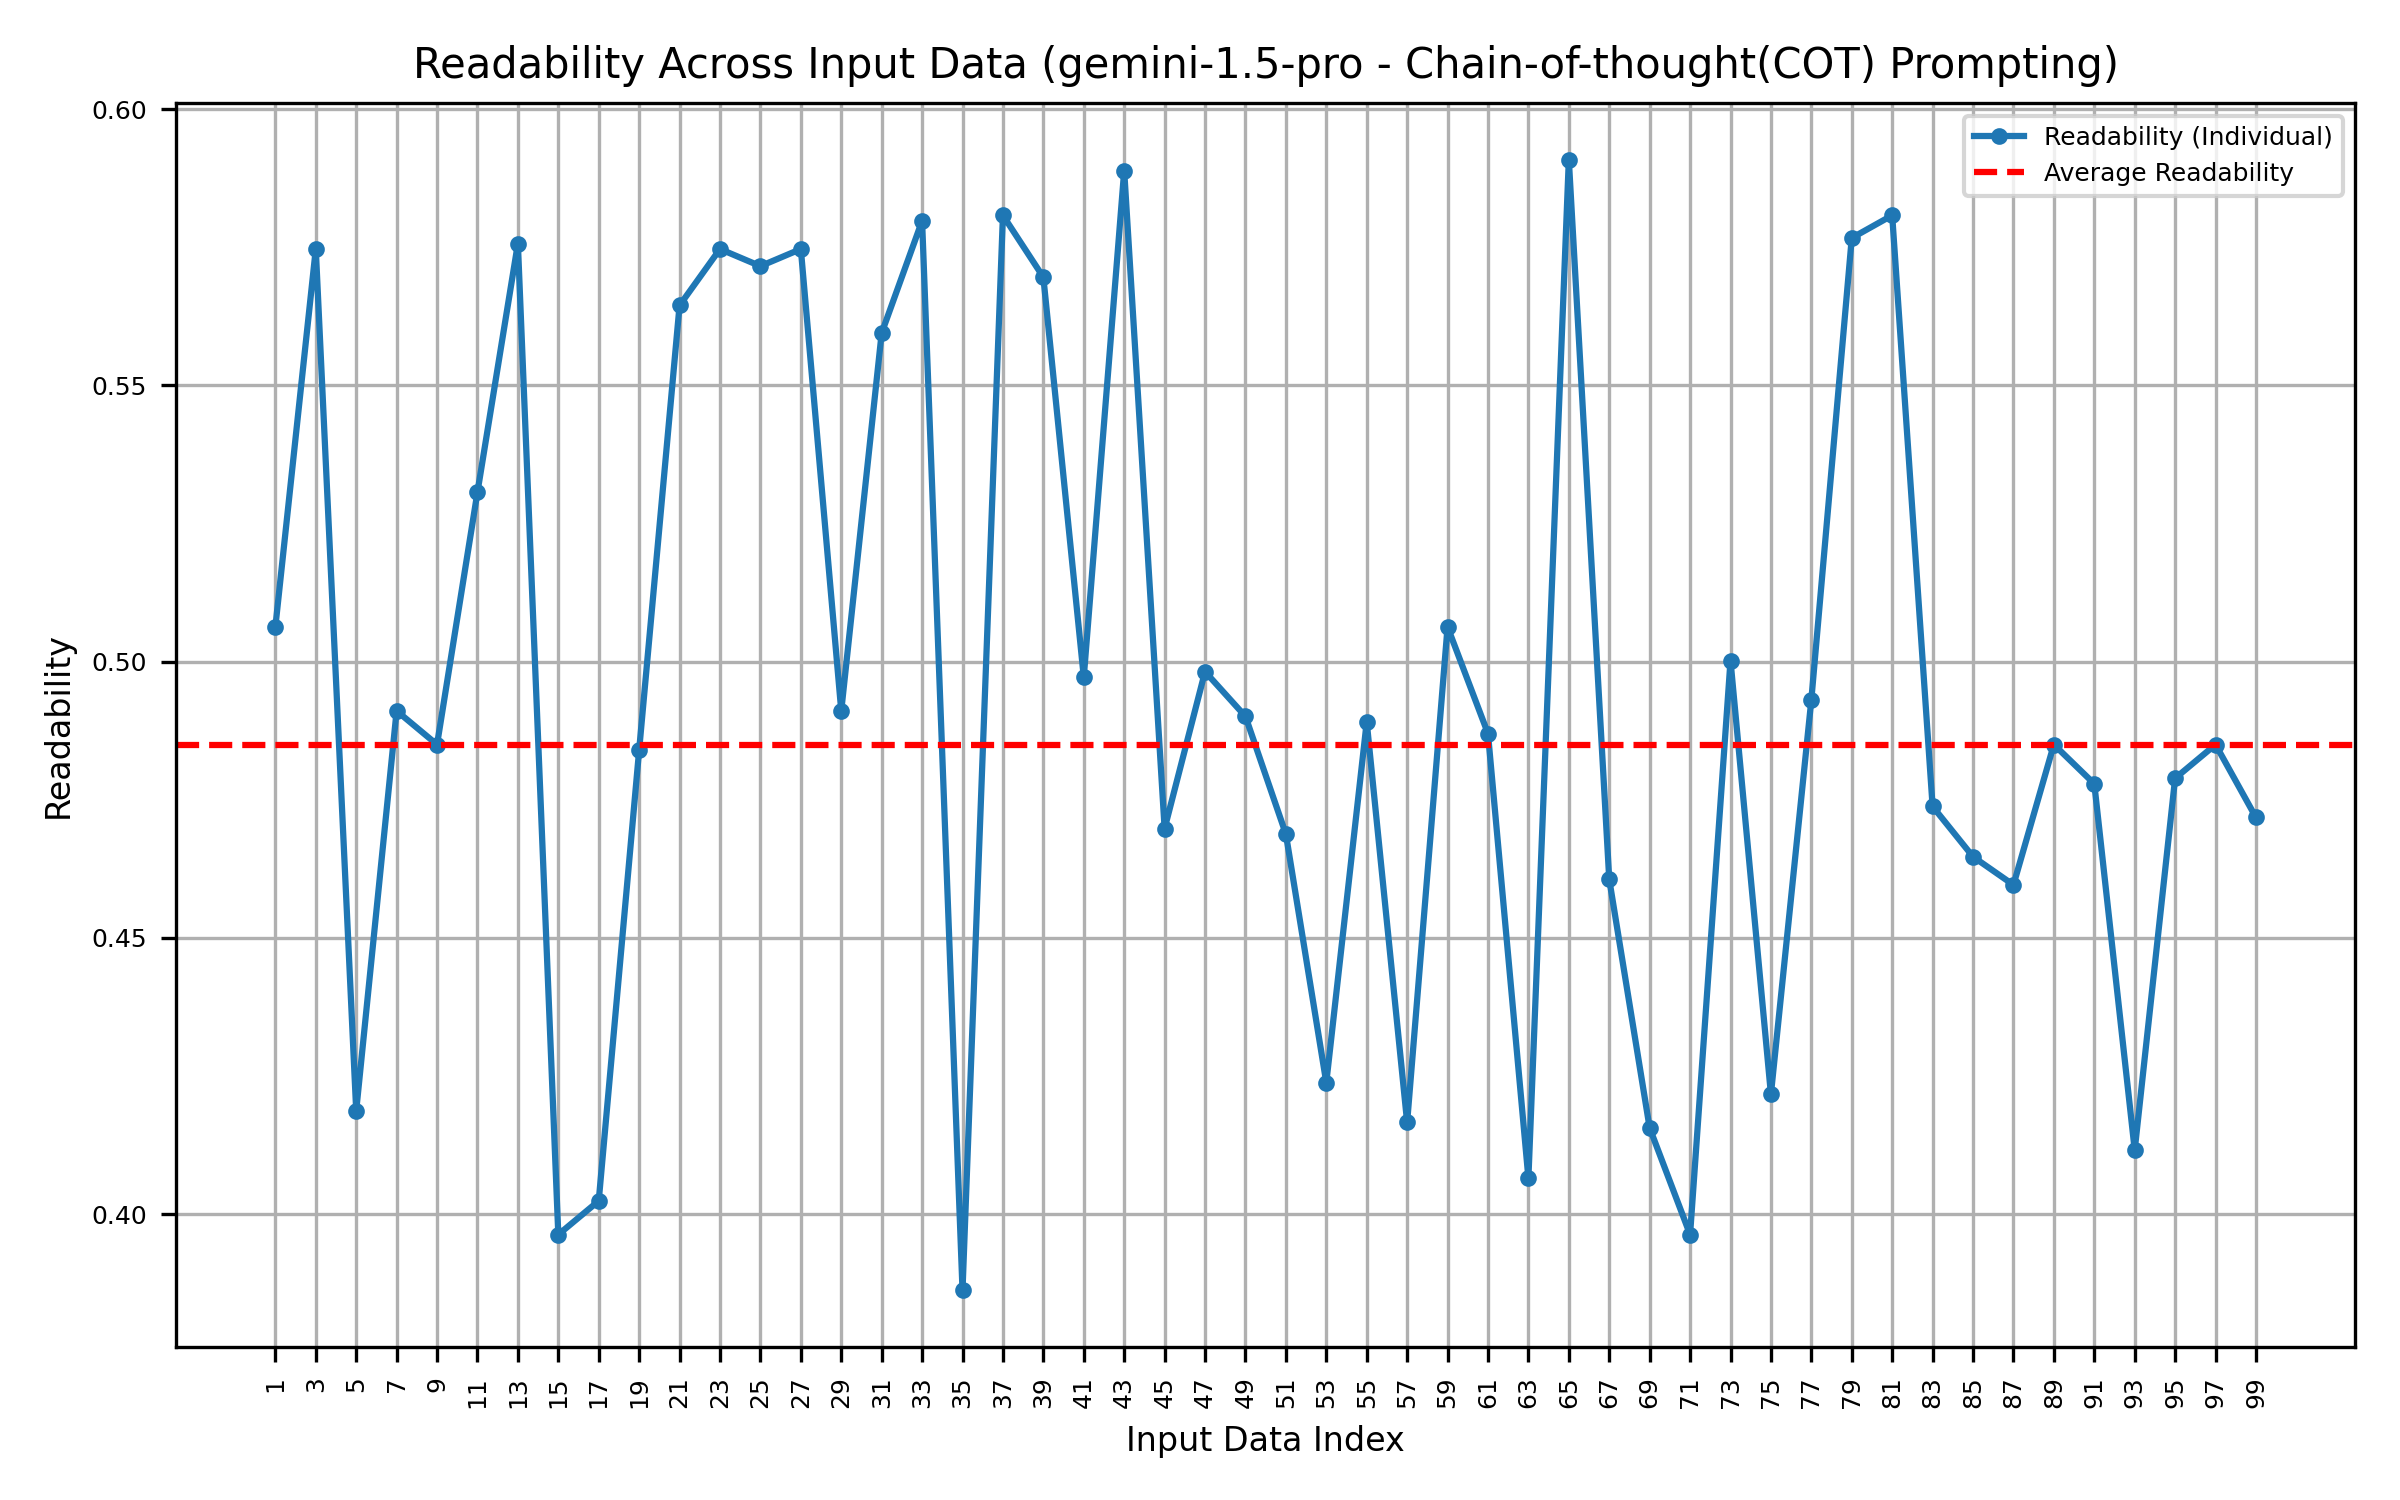 Readability Across Input Data (gemini-1.5-pro - Chain-of-thought(COT) Prompting)
Readability (Individual)
Average Readability
Readability
0.60
0.55
0.50
0.45
0.40
1 3 5 7 9 11 13 15 17 19 21 23 25 27 29 31 33 35 37 39 41 43 45 47 49 51 53 55 57 59 61 63 65 67 69 71 73 75 77 79 81 83 85 87 89 91 93 95 97 99
Input Data Index